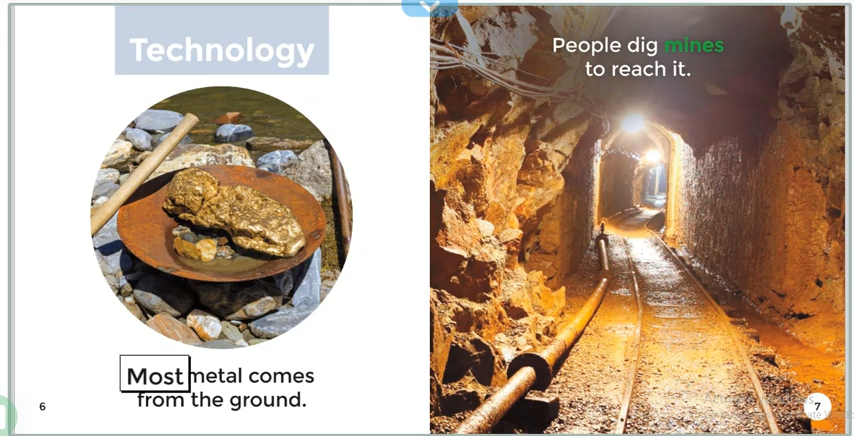 Technology
Most metal comes
from the ground.
6
People dig mines
to reach it.
7